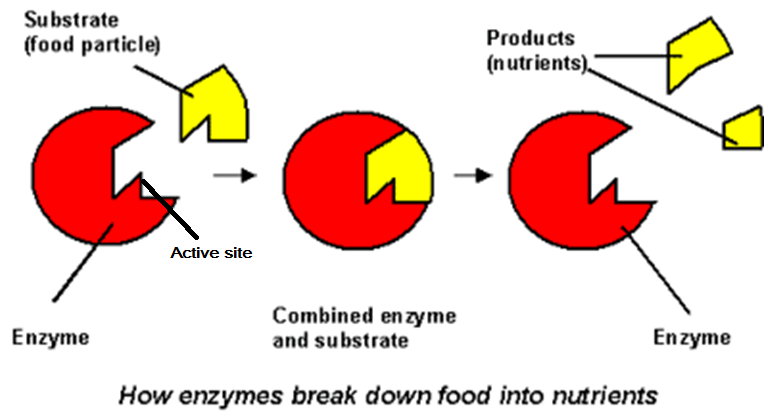 Substrate
(food particle)
Products
(nutrients)
Active site
Enzyme
Combined enzyme
and substrate
Enzyme
How enzymes break down food into nutrients